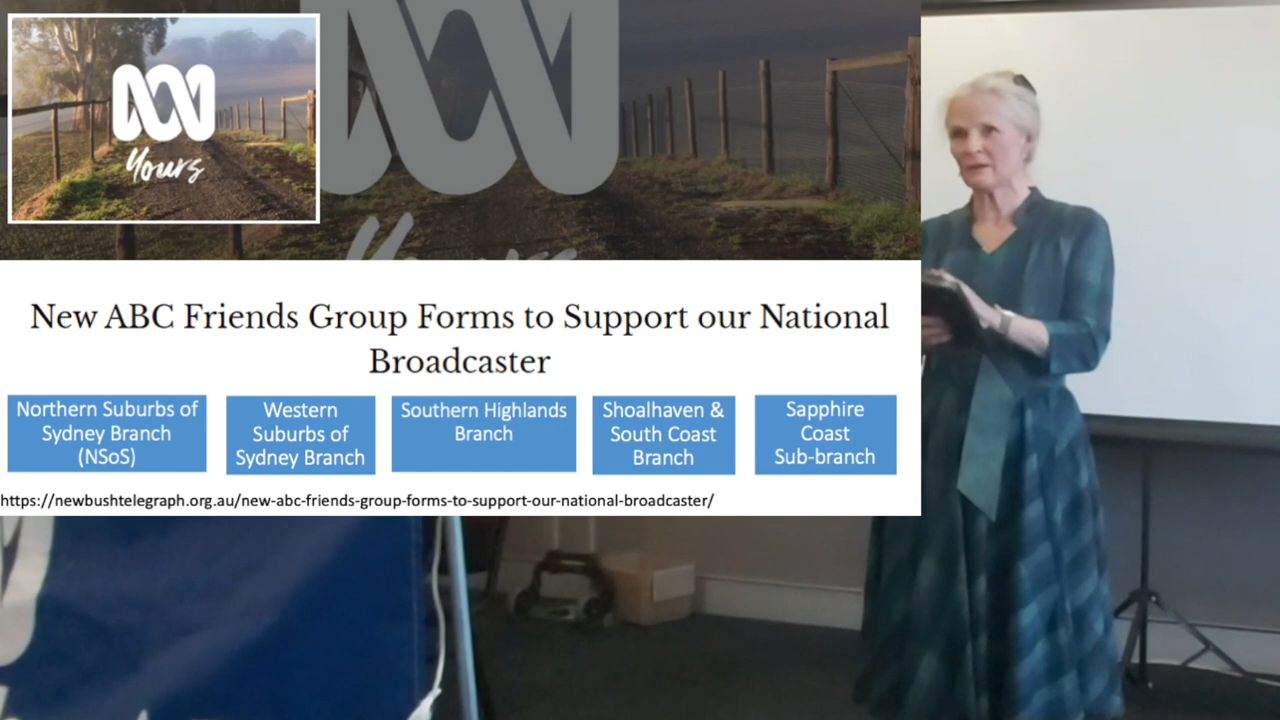 Yours
New ABC Friends Group Forms to Support our National
Broadcaster
Northern Suburbs of
Sydney Branch
(NSoS)
Western
Suburbs of
Sydney Branch
Southern Highlands
Branch
Shoalhaven &
South Coast
Branch
Sapphire
Coast
Sub-branch
https://newbushtelegraph.org.au/new-abc-friends-group-forms-to-support-our-national-broadcaster/